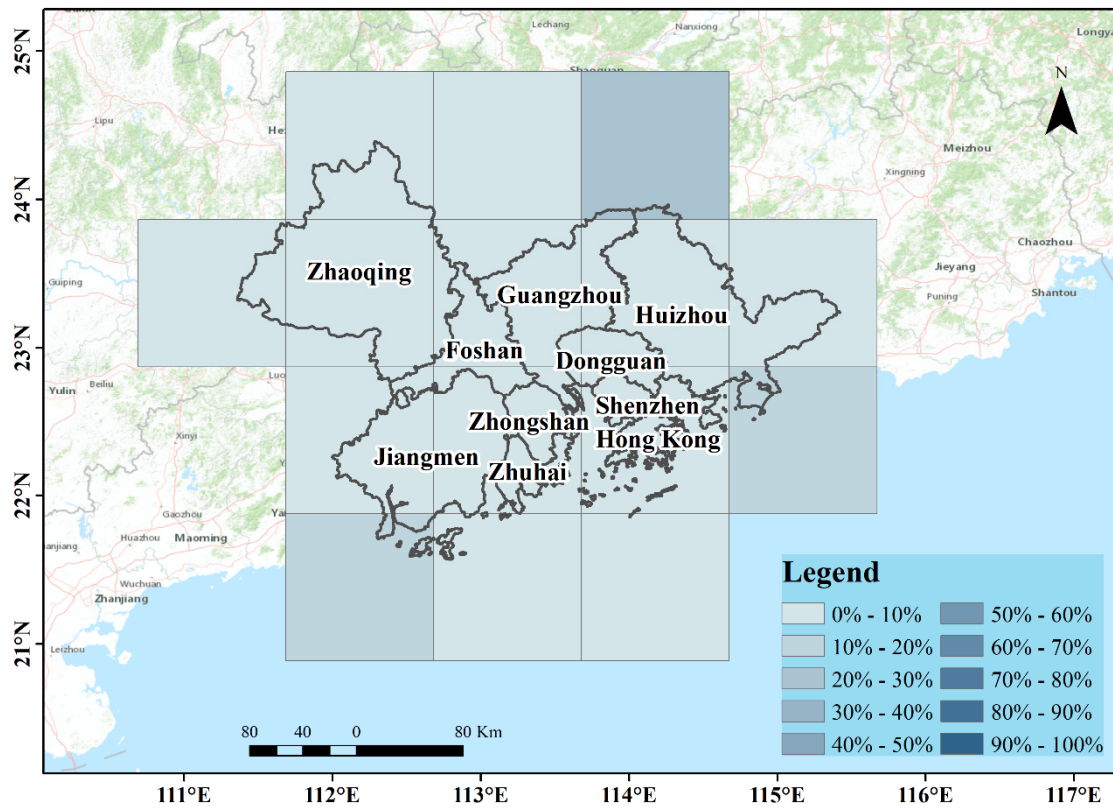 25°N
24°N
23°N
22°N
21°N
Lechang
Nanxiong
Longya
Shaoguan
N
Lipu
Hez
Meizhou
Xingning
Chaozhou
Guiping
Zhaoqing
Jieyang
Guangzhou
Puning
Shantou
Huizhou
Foshan
Dongguan
Yulin
Beiliu
Luo
Shenzhen
Zhongshan
Xinyi
Hong Kong
Jiangmen
Zhuhai
Gaozhou
Yan
Huazhou
Maoming
anjiang
Wuchuan
Zhanjiang
Leizhou
Legend
0% - 10%
50% - 60%
10% - 20%
60% - 70%
20% - 30%
70% - 80%
30% - 40%
80% - 90%
40% - 50%
90% - 100%
80 40 0 80 Km
111°E 112°E 113°E 114°E 115°E 116°E 117°E